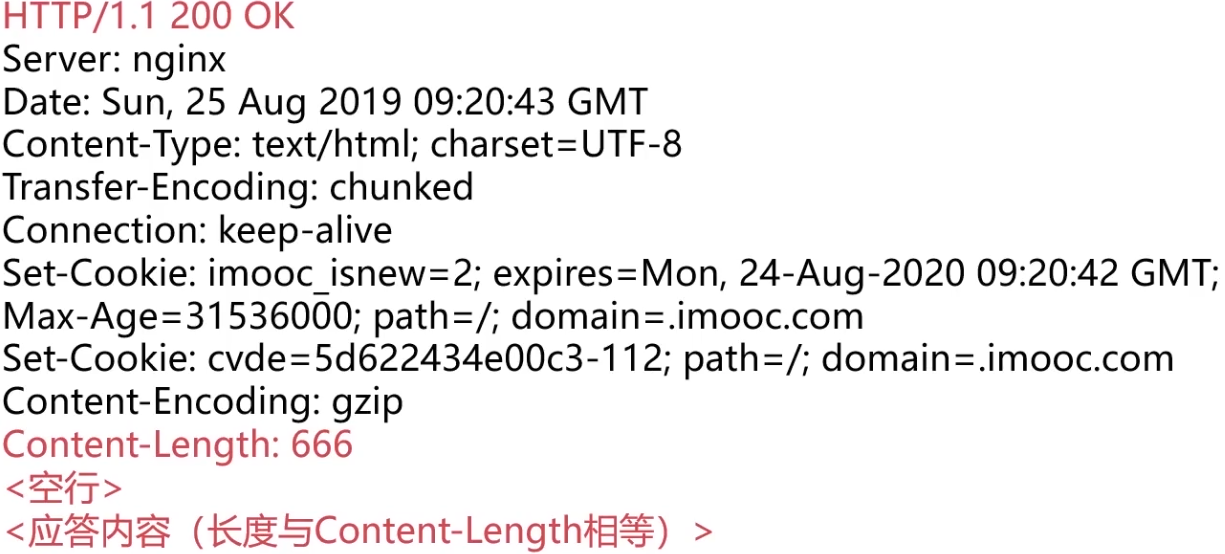 HTTP/1.1 200 OK
Server: nginx
Date: Sun, 25 Aug 2019 09:20:43 GMT
Content-Type: text/html; charset=UTF-8
Transfer-Encoding: chunked
Connection: keep-alive
Set-Cookie: imooc_isnew=2; expires=Mon, 24-Aug-2020 09:20:42 GMT;
Max-Age=31536000; path=/; domain=.imooc.com
Set-Cookie: cvde=5d622434e00c3-112; path=/; domain=.imooc.com
Content-Encoding: gzip
Content-Length: 666
<空行>
<应答内容（长度与Content-Length相等）>